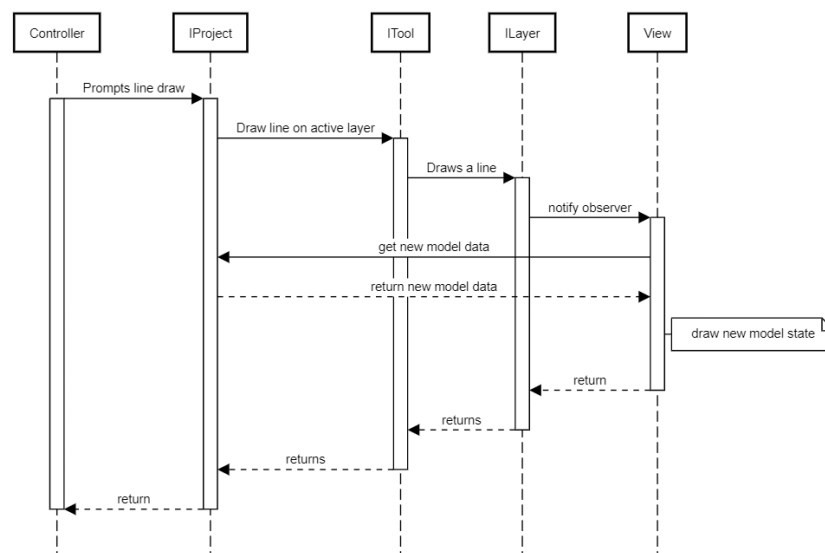 Controller
IProject
ITool
ILayer
View
Prompts line draw
Draw line on active layer
Draws a line
notify observer
get new model data
return new model data
draw new model state
return
returns
returns
return